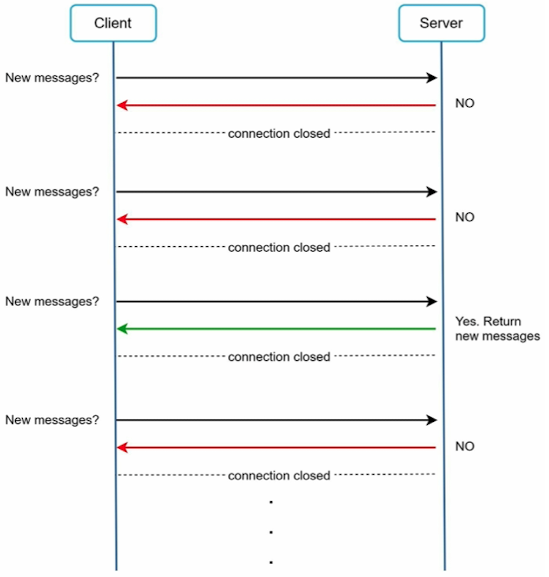 Client
Server
New messages?
NO
connection closed
New messages?
NO
connection closed
New messages?
Yes. Return
new messages
connection closed
New messages?
NO
connection closed